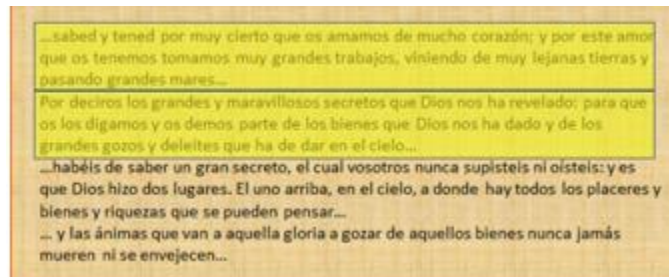 ...sabed y tened por muy cierto que os amamos de mucho corazón; y por este amor
que os tenemos tomamos muy grandes trabajos, viniendo de muy lejanas tierras y
pasando grandes mares...
Por deciros los grandes y maravillosos secretos que Dios nos ha revelado; para que
os los digamos y os demos parte de los bienes que Dios nos ha dado y de los
grandes gozos y deleites que ha de dar en el cielo...
...habéis de saber un gran secreto, el cual vosotros nunca supisteis ni oísteis: y es
que Dios hizo dos lugares. El uno arriba, en el cielo, a donde hay todos los placeres y
bienes y riquezas que se pueden pensar...
... y las ánimas que van a aquella gloria a gozar de aquellos bienes nunca jamás
mueren ni se envejecen...